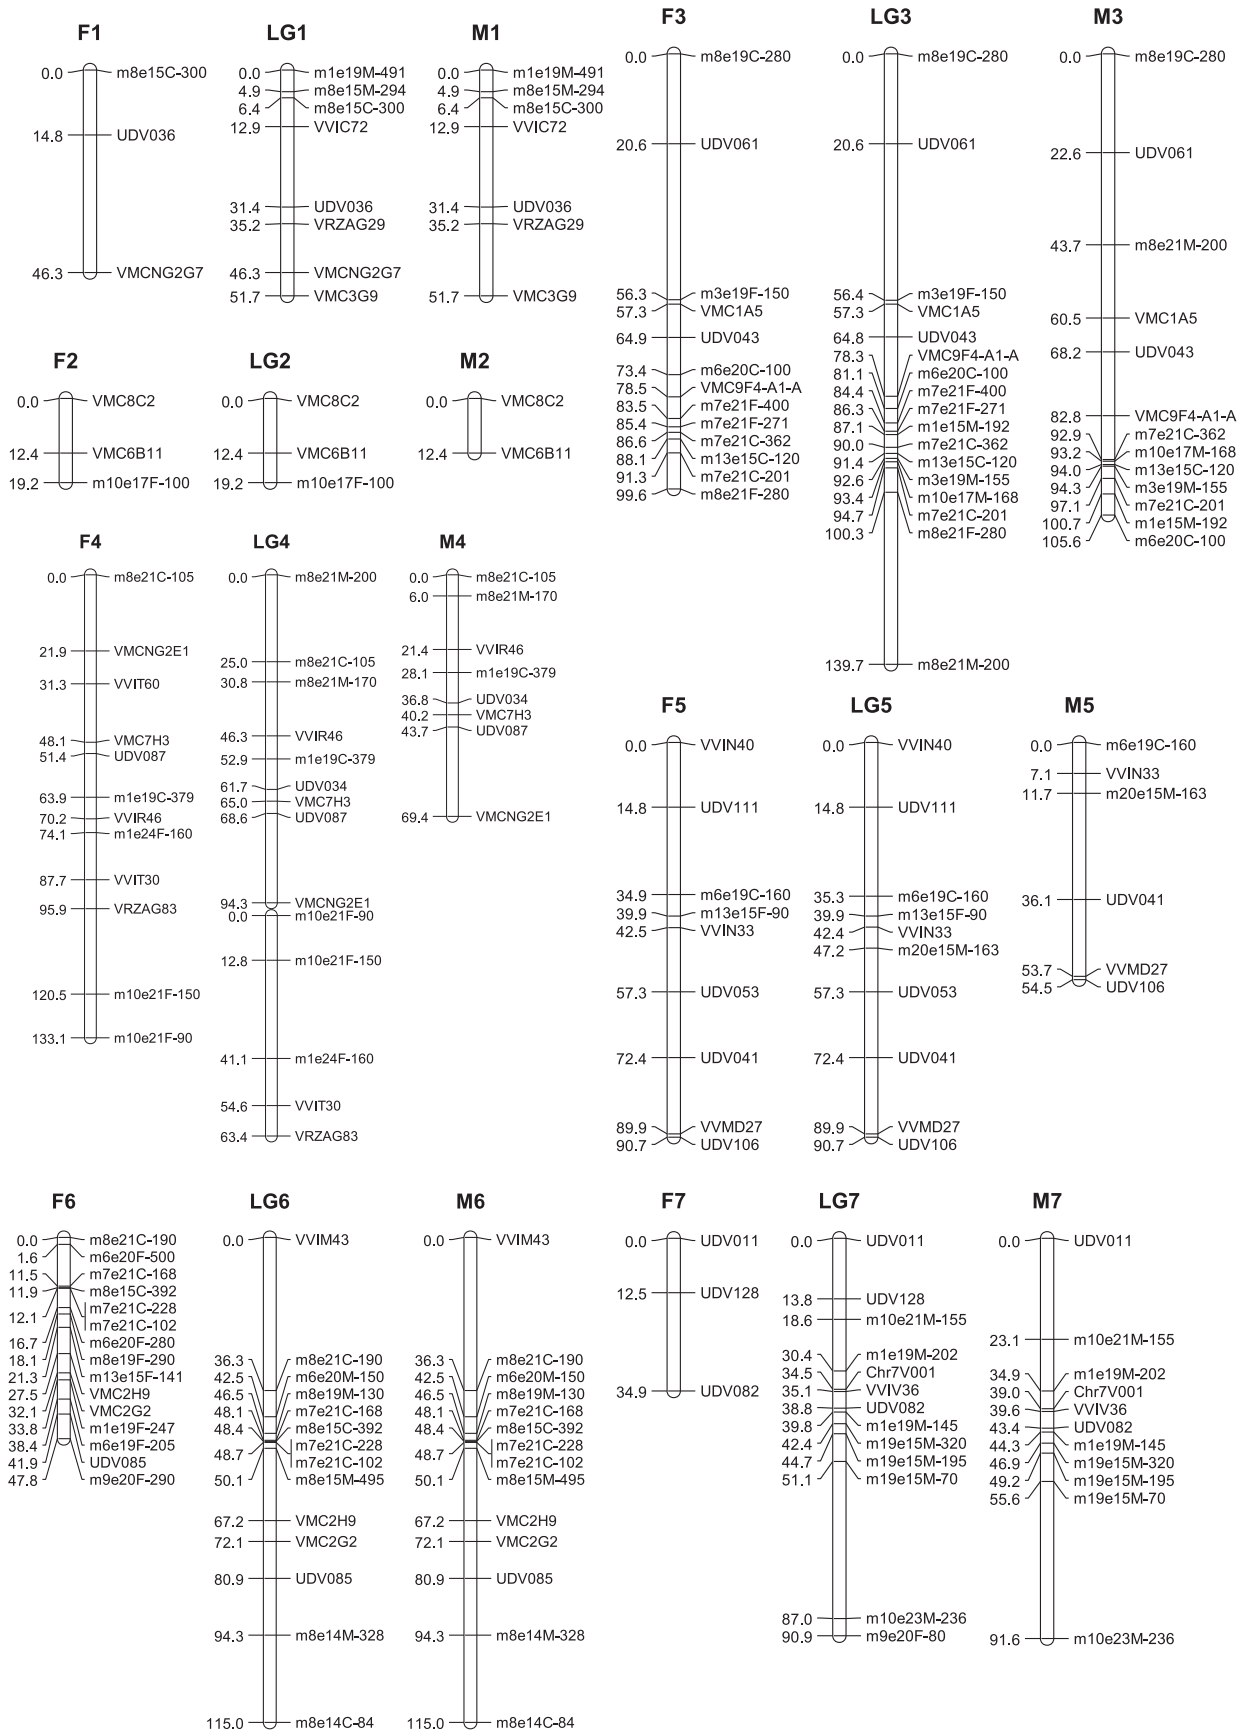 F1
0.0 m8e15C-300
14.8 UDV036
46.3 VMCNG2G7
LG1
0.0 m1e19M-491
4.9 m8e15M-294
6.4 m8e15C-300
12.9 VVIC72
31.4 UDV036
35.2 VRZAG29
46.3 VMCNG2G7
51.7 VMC3G9
M1
0.0 m1e19M-491
4.9 m8e15M-294
6.4 m8e15C-300
12.9 VVIC72
31.4 UDV036
35.2 VRZAG29
51.7 VMC3G9
F2
0.0 VMC8C2
12.4 VMC6B11
19.2 m10e17F-100
LG2
0.0 VMC8C2
12.4 VMC6B11
19.2 m10e17F-100
M2
0.0 VMC8C2
12.4 VMC6B11
F3
0.0 m8e19C-280
20.6 UDV061
56.3 m3e19F-150
57.3 VMC1A5
64.9 UDV043
73.4 m6e20C-100
78.5 VMC9F4-A1-A
83.5 m7e21F-400
85.4 m7e21F-271
86.6 m7e21C-362
88.1 m13e15C-120
91.3 m7e21C-201
99.6 m8e21F-280
LG3
0.0 m8e19C-280
20.6 UDV061
56.4 m3e19F-150
57.3 VMC1A5
64.8 UDV043
78.3 VMC9F4-A1-A
81.1 m6e20C-100
84.4 m7e21F-400
86.3 m7e21F-271
87.1 m1e15M-192
90.0 m7e21C-362
91.4 m13e15C-120
92.6 m3e19M-155
93.4 m10e17M-168
94.7 m7e21C-201
100.3 m8e21F-280
139.7 m8e21M-200
M3
0.0 m8e19C-280
22.6 UDV061
43.7 m8e21M-200
60.5 VMC1A5
68.2 UDV043
82.8 VMC9F4-A1-A
92.9 m7e21C-362
93.2 m10e17M-168
94.0 m13e15C-120
94.3 m3e19M-155
97.1 m7e21C-201
100.7 m1e15M-192
105.6 m6e20C-100
F4
0.0 m8e21C-105
21.9 VMCNG2E1
31.3 VVIT60
48.1 VMC7H3
51.4 UDV087
63.9 m1e19C-379
70.2 VVIR46
74.1 m1e24F-160
87.7 VVIT30
95.9 VRZAG83
120.5 m10e21F-150
133.1 m10e21F-90
LG4
0.0 m8e21M-200
25.0 m8e21C-105
30.8 m8e21M-170
46.3 VVIR46
52.9 m1e19C-379
61.7 UDV034
65.0 VMC7H3
68.6 UDV087
94.3 VMCNG2E1
0.0 m10e21F-90
12.8 m10e21F-150
41.1 m1e24F-160
54.6 VVIT30
63.4 VRZAG83
M4
0.0 m8e21C-105
6.0 m8e21M-170
21.4 VVIR46
28.1 m1e19C-379
36.8 UDV034
40.2 VMC7H3
43.7 UDV087
69.4 VMCNG2E1
F5
0.0 VVIN40
14.8 UDV111
34.9 m6e19C-160
39.9 m13e15F-90
42.5 VVIN33
57.3 UDV053
72.4 UDV041
89.9 VVMD27
90.7 UDV106
LG5
0.0 VVIN40
14.8 UDV111
35.3 m6e19C-160
39.9 m13e15F-90
42.4 VVIN33
47.2 m20e15M-163
57.3 UDV053
72.4 UDV041
89.9 VVMD27
90.7 UDV106
M5
0.0 m6e19C-160
7.1 VVIN33
11.7 m20e15M-163
36.1 UDV041
53.7 VVMD27
54.5 UDV106
F6
0.0 m8e21C-190
1.6 m6e20F-500
11.5 m7e21C-168
11.9 m8e15C-392
12.1 m7e21C-228
m7e21C-102
16.7 m6e20F-280
18.1 m8e19F-290
21.3 m13e15F-141
27.5 VMC2H9
32.1 VMC2G2
33.8 m1e19F-247
38.4 m6e19F-205
41.9 UDV085
47.8 m9e20F-290
LG6
0.0 VVIM43
36.3 m8e21C-190
42.5 m6e20M-150
46.5 m8e19M-130
48.1 m7e21C-168
48.4 m8e15C-392
48.7 m7e21C-228
m7e21C-102
50.1 m8e15M-495
67.2 VMC2H9
72.1 VMC2G2
80.9 UDV085
94.3 m8e14M-328
115.0 m8e14C-84
M6
0.0 VVIM43
36.3 m8e21C-190
42.5 m6e20M-150
46.5 m8e19M-130
48.1 m7e21C-168
48.4 m8e15C-392
48.7 m7e21C-228
m7e21C-102
50.1 m8e15M-495
67.2 VMC2H9
72.1 VMC2G2
80.9 UDV085
94.3 m8e14M-328
115.0 m8e14C-84
F7
0.0 UDV011
12.5 UDV128
34.9 UDV082
LG7
0.0 UDV011
13.8 UDV128
18.6 m10e21M-155
30.4 m1e19M-202
34.5 Chr7V001
35.1 VVIV36
38.8 UDV082
39.8 m1e19M-145
42.4 m19e15M-320
44.7 m19e15M-195
51.1 m19e15M-70
87.0 m10e23M-236
90.9 m9e20F-80
M7
0.0 UDV011
23.1 m10e21M-155
34.9 m1e19M-202
39.0 Chr7V001
39.6 VVIV36
43.4 UDV082
44.3 m1e19M-145
46.9 m19e15M-320
49.2 m19e15M-195
55.6 m19e15M-70
91.6 m10e23M-236